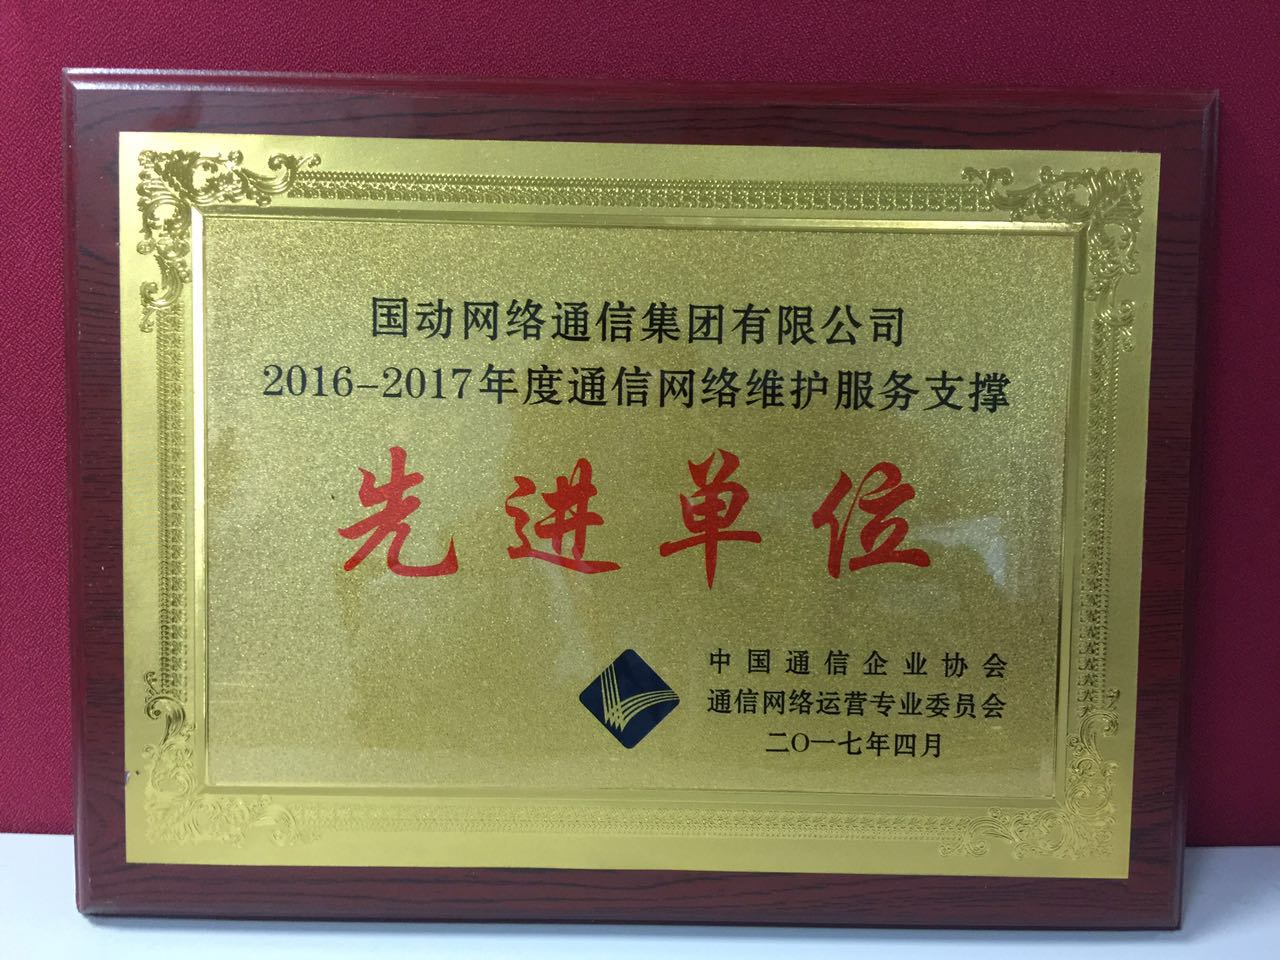 国动网络通信集团有限公司
2016-2017年度通信网络维护服务支撑
先进单位
中国通信企业协会
通信网络运营专业委员会
二〇一七年四月